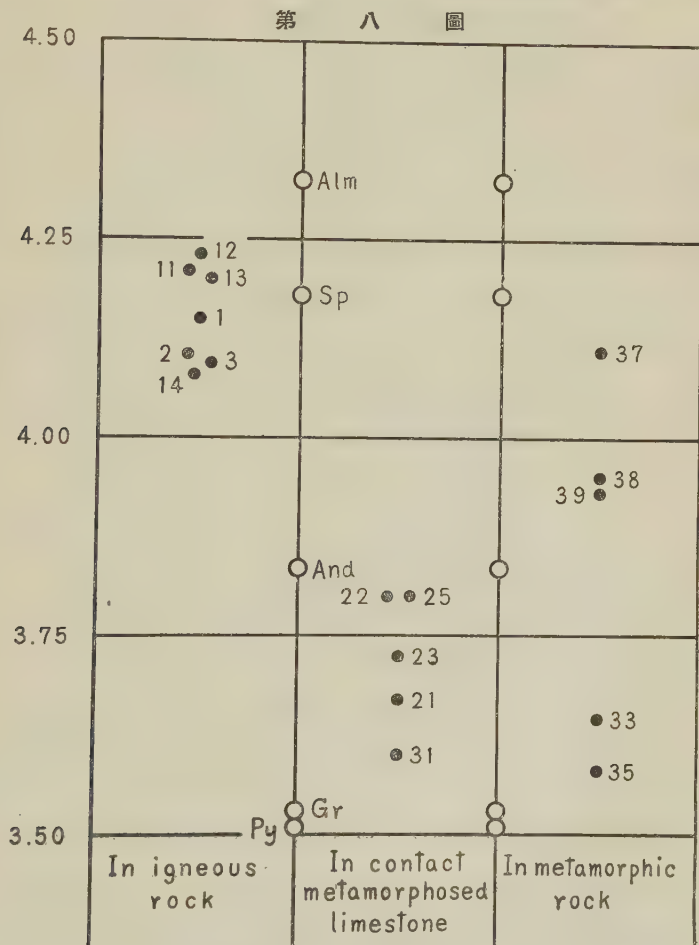 第八圖
4.50
Alm
4.25
12
11
13
Sp
1
2
3
37
14
4.00
38
39
And
22
25
3.75
23
21
33
31
35
Gr
Py
3.50
In igneous rock
In contact metamorphosed limestone
In metamorphic rock